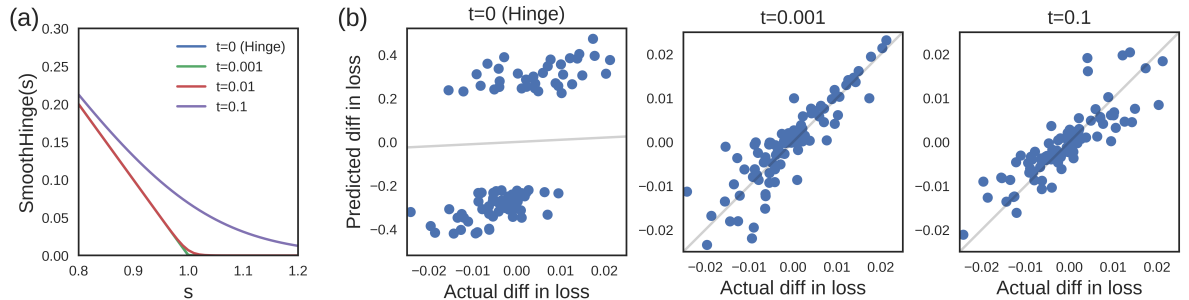 (a)
SmoothHinge(s)
0.30
0.25
0.20
0.15
0.10
0.05
0.00
t=0 (Hinge)
t=0.001
t=0.01
t=0.1
0.8 0.9 1.0 1.1 1.2
s
(b)
t=0 (Hinge)
Predicted diff in loss
0.4
0.2
0.0
−0.2
−0.4
−0.02 −0.01 0.00 0.01 0.02
Actual diff in loss
t=0.001
0.02
0.01
0.00
−0.01
−0.02
−0.02 −0.01 0.00 0.01 0.02
Actual diff in loss
t=0.1
0.02
0.01
0.00
−0.01
−0.02
−0.02 −0.01 0.00 0.01 0.02
Actual diff in loss